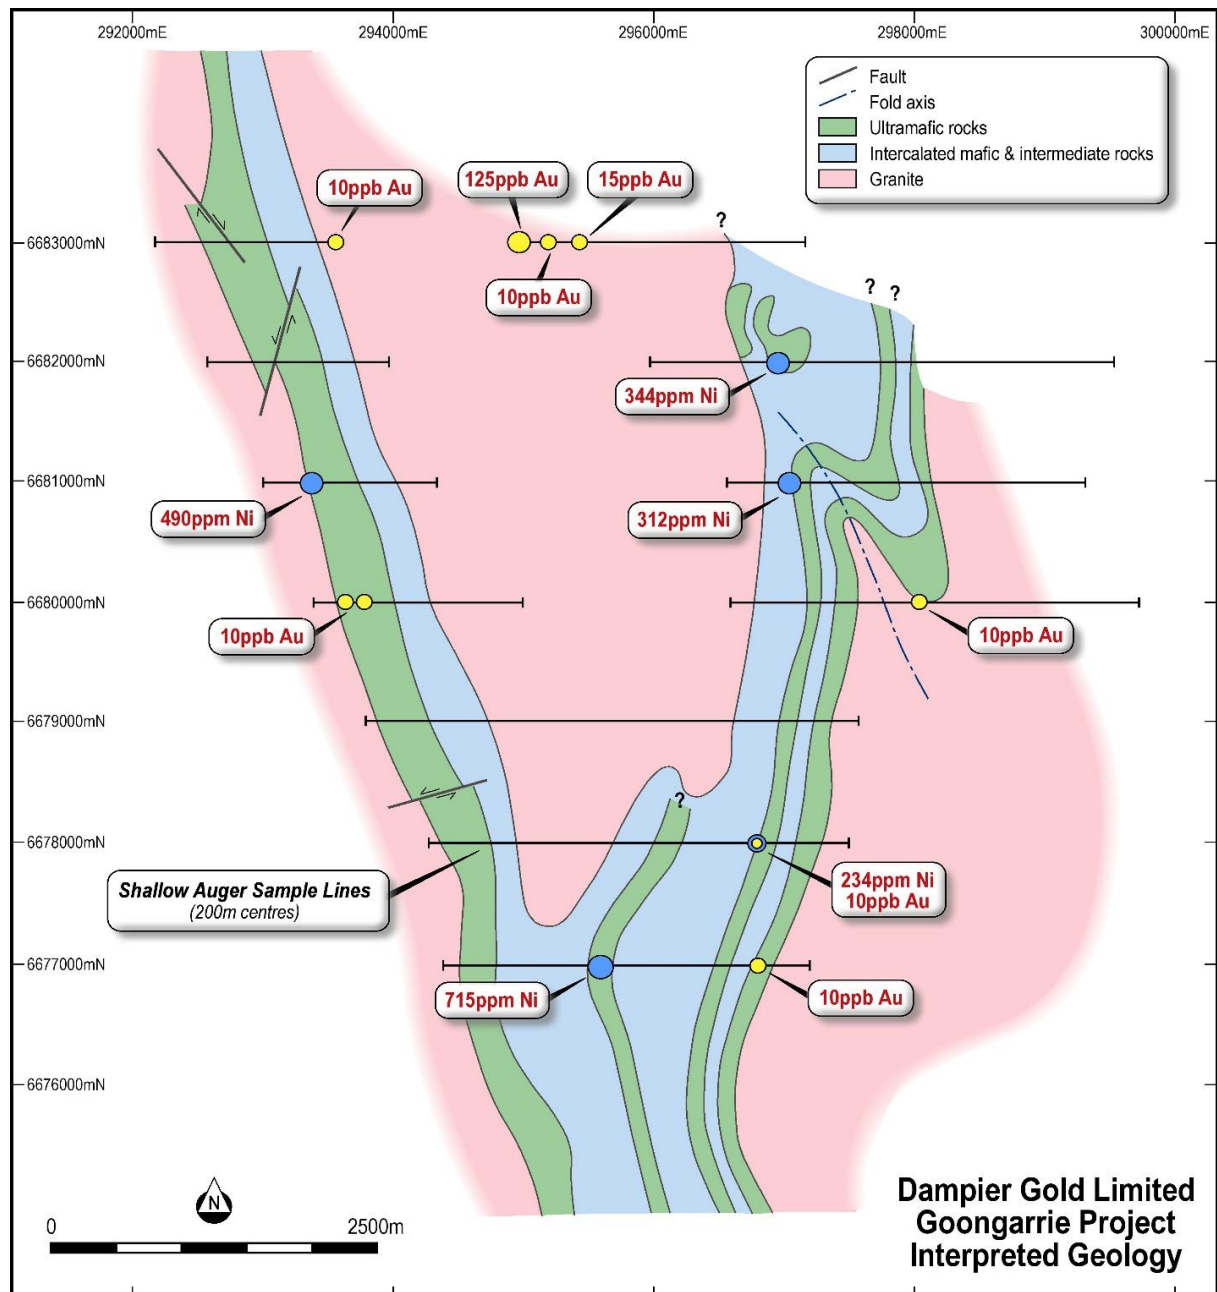 292000mE
294000mE
296000mE
298000mE
300000mE
Fault
Fold axis
Ultramafic rocks
Intercalated mafic & intermediate rocks
Granite
10ppb Au
125ppb Au
15ppb Au
?
6683000mN
10ppb Au
?
?
6682000mN
344ppm Ni
6681000mN
490ppm Ni
312ppm Ni
6680000mN
10ppb Au
10ppb Au
6679000mN
?
6678000mN
Shallow Auger Sample Lines
(200m centres)
234ppm Ni
10ppb Au
6677000mN
715ppm Ni
10ppb Au
6676000mN
N
0
2500m
Dampier Gold Limited
Goongarrie Project
Interpreted Geology